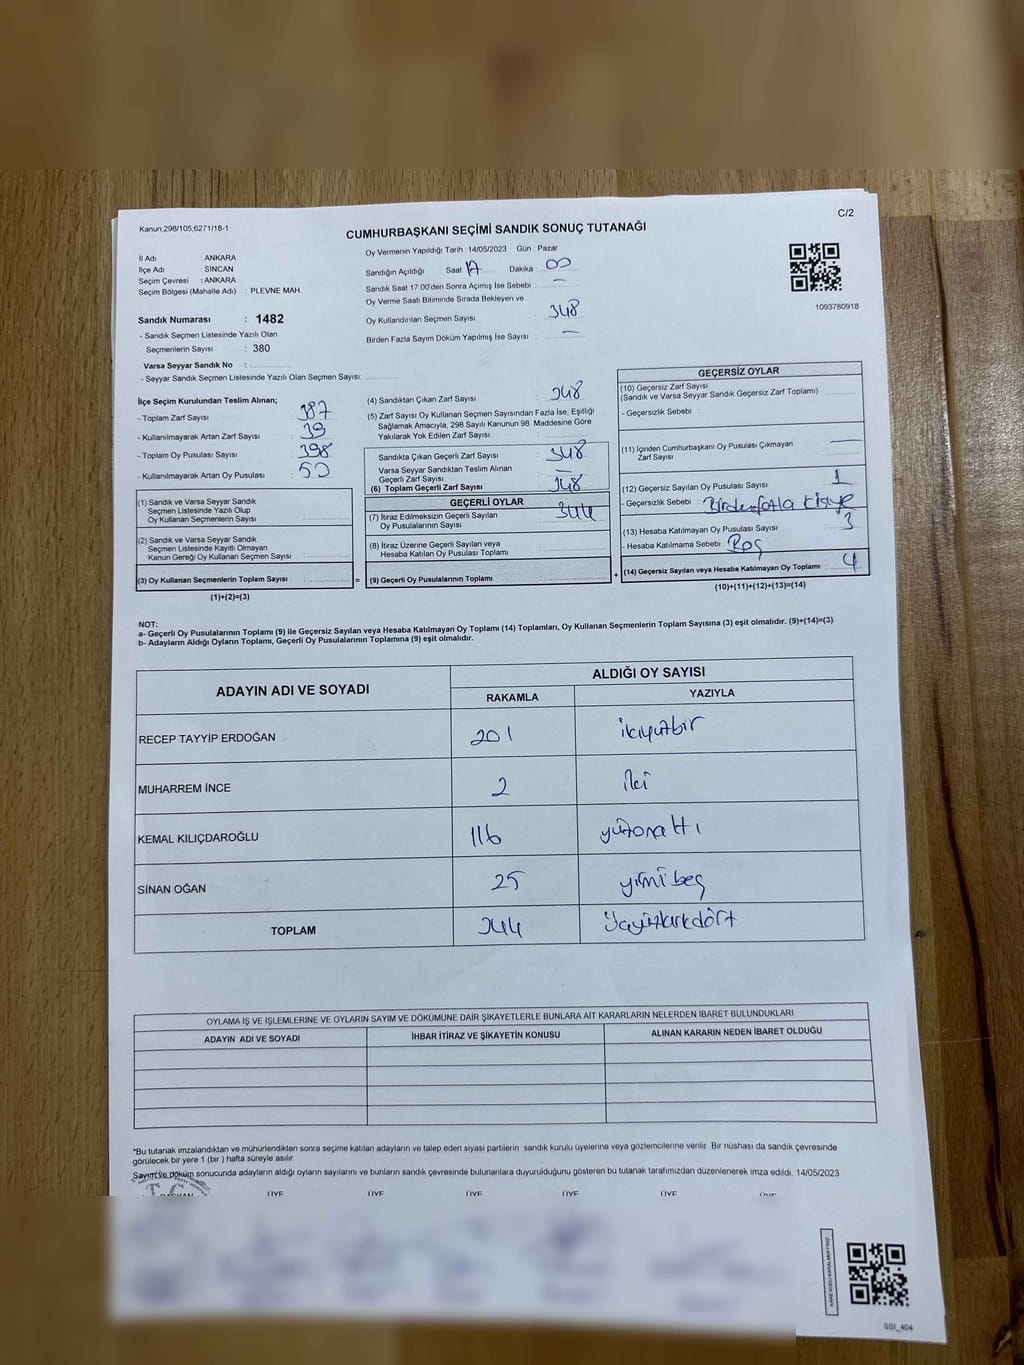 Kanun,298/105;6271/18-1
C/2
CUMHURBAŞKANI SEÇİMİ SANDIK SONUÇ TUTANAĞI
Oy Vermenin Yapıldığı Tarih : 14/05/2023 Gün : Pazar
İl Adı : ANKARA
İlçe Adı : SİNCAN
Seçim Çevresi : ANKARA
Seçim Bölgesi (Mahalle Adı) : PLEVNE MAH.
Sandığın Açıldığı Saat 17 Dakika : 00
Sandık Saat 17:00'den Sonra Açımış İse Sebebi : —
Oy Verme Saati Bitiminde Sırada Bekleyen ve
Oy Kullandırılan Seçmen Sayısı : 348
Birden Fazla Sayım Döküm Yapılmış İse Sayısı : —
1093780918
Sandık Numarası : 1482
- Sandık Seçmen Listesinde Yazılı Olan
Seçmenlerin Sayısı : 380
Varsa Seyyar Sandık No :
- Seyyar Sandık Seçmen Listesinde Yazılı Olan Seçmen Sayısı:
İlçe Seçim Kurulundan Teslim Alınan;
- Toplam Zarf Sayısı : 387
- Kullanılmayarak Artan Zarf Sayısı : 39
- Toplam Oy Pusulası Sayısı : 398
- Kullanılmayarak Artan Oy Pusulası : 50
(1) Sandık ve Varsa Seyyar Sandık
Seçmen Listesinde Yazılı Olup
Oy Kullanan Seçmenlerin Sayısı :
(2) Sandık ve Varsa Seyyar Sandık
Seçmen Listesinde Kayıtlı Olmayan
Kanun Gereği Oy Kullanan Seçmen Sayısı :
(3) Oy Kullanan Seçmenlerin Toplam Sayısı : =
(1)+(2)=(3)
(4) Sandıktan Çıkan Zarf Sayısı : 348
(5) Zarf Sayısı Oy Kullanan Seçmen Sayısından Fazla İse, Eşitliği
Sağlamak Amacıyla, 298 Sayılı Kanunun 98. Maddesine Göre
Yakılarak Yok Edilen Zarf Sayısı :
Sandıkta Çıkan Geçerli Zarf Sayısı : 348
Varsa Seyyar Sandıktan Teslim Alınan
Geçerli Zarf Sayısı : —
(6) Toplam Geçerli Zarf Sayısı : 348
GEÇERLİ OYLAR
(7) İtiraz Edilmeksizin Geçerli Sayılan
Oy Pusulalarının Sayısı : 344
(8) İtiraz Üzerine Geçerli Sayılan veya
Hesaba Katılan Oy Pusulası Toplamı :
(9) Geçerli Oy Pusulalarının Toplamı : +
GEÇERSİZ OYLAR
(10) Geçersiz Zarf Sayısı
(Sandık ve Varsa Seyyar Sandık Geçersiz Zarf Toplamı) :
- Geçersizlik Sebebi :
(11) İçinden Cumhurbaşkanı Oy Pusulası Çıkmayan
Zarf Sayısı : —
(12) Geçersiz Sayılan Oy Pusulası Sayısı : 1
- Geçersizlik Sebebi : Birden fazla kişiye
(13) Hesaba Katılmayan Oy Pusulası Sayısı : 3
- Hesaba Katılmama Sebebi : Boş
(14) Geçersiz Sayılan veya Hesaba Katılmayan Oy Toplamı : 4
(10)+(11)+(12)+(13)=(14)
NOT:
a- Geçerli Oy Pusulalarının Toplamı (9) ile Geçersiz Sayılan veya Hesaba Katılmayan Oy Toplamı (14) Toplamları, Oy Kullanan Seçmenlerin Toplam Sayısına (3) eşit olmalıdır. (9)+(14)=(3)
b- Adayların Aldığı Oyların Toplamı, Geçerli Oy Pusulalarının Toplamına (9) eşit olmalıdır.
ADAYIN ADI VE SOYADI
ALDIĞI OY SAYISI
RAKAMLA YAZIYLA
RECEP TAYYİP ERDOĞAN 201 ikiyüzbir
MUHARREM İNCE 2 iki
KEMAL KILIÇDAROĞLU 116 yüzonaltı
SİNAN OĞAN 25 yirmibeş
TOPLAM 344 üçyüzkırkdört
OYLAMA İŞ VE İŞLEMLERİNE VE OYLARIN SAYIM VE DÖKÜMÜNE DAİR ŞİKAYETLERLE BUNLARA AİT KARARLARIN NELERDEN İBARET BULUNDUKLARI
ADAYIN ADI VE SOYADI İHBAR İTİRAZ VE ŞİKAYETİN KONUSU ALINAN KARARIN NEDEN İBARET OLDUĞU
*Bu tutanak imzalandıktan ve mühürlendikten sonra seçime katılan adayların ve talep eden siyasi partilerin sandık kurulu üyelerine veya gözlemcilerine verilir. Bir nüshası da sandık çevresinde
görülecek bir yere 1 (bir ) hafta süreyle asılır.
Sayım ve döküm sonucunda adayların aldığı oyların sayılarını ve bunların sandık çevresinde bulunanlara duyurulduğunu gösteren bu tutanak tarafımızdan düzenlenerek imza edildi. 14/05/2023
T.C.
BAŞKAN ÜYE ÜYE ÜYE ÜYE ÜYE ÜYE
SSI_404